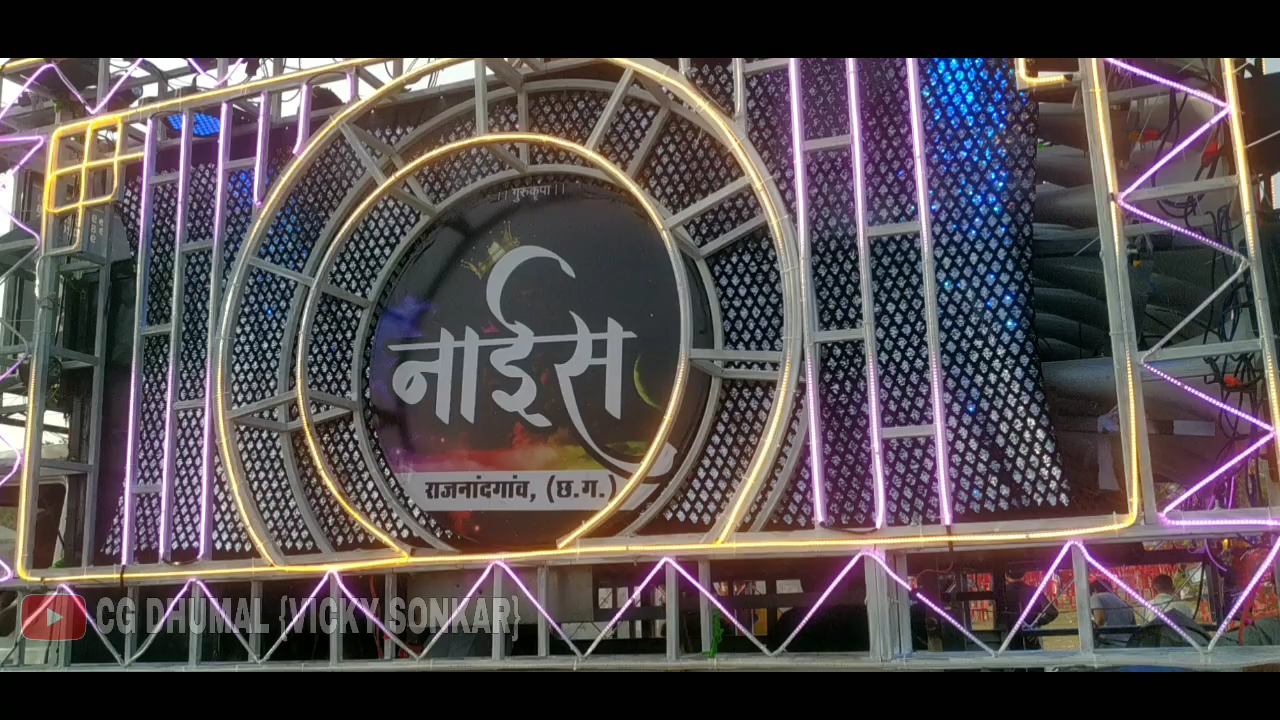 ।। गुरुकृपा ।।
नाईस
राजनांदगांव, (छ.ग.)
CG DHUMAL {VICKY SONKAR}